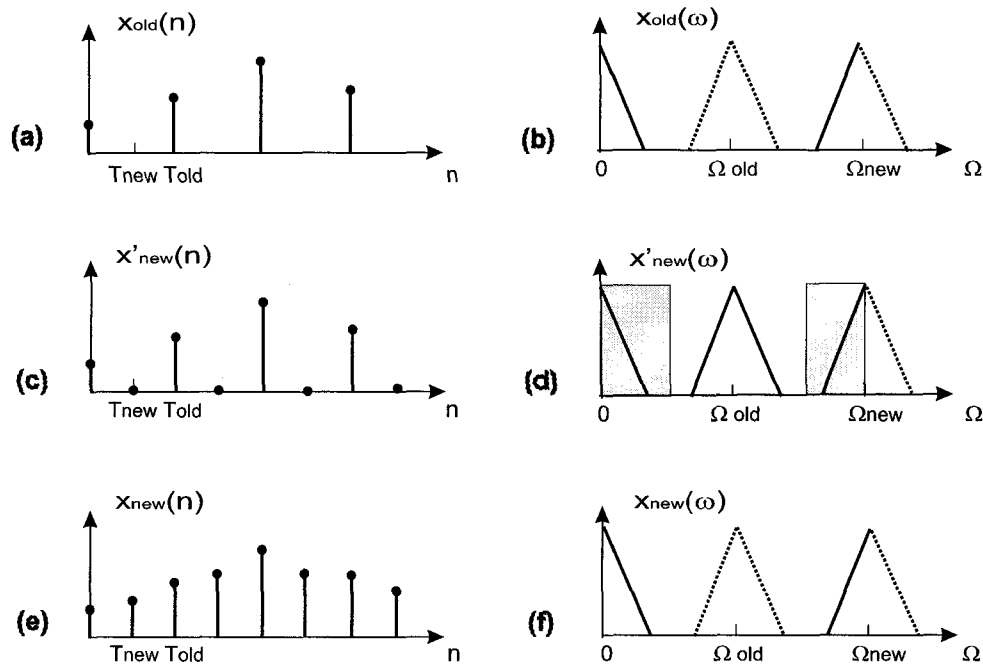 xold(n)
(a)
Tnew Told
n
xold(ω)
(b)
0
Ω old
Ωnew
Ω
x'new(n)
(c)
Tnew Told
n
x'new(ω)
(d)
0
Ω old
Ωnew
Ω
xnew(n)
(e)
Tnew Told
n
xnew(ω)
(f)
0
Ω old
Ωnew
Ω